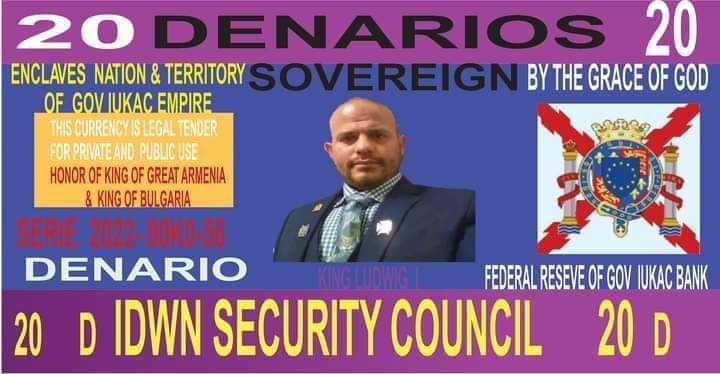 20 DENARIOS 20
ENCLAVES NATION & TERRITORY
OF GOV IUKAC EMPIRE
SOVEREIGN
BY THE GRACE OF GOD
THIS CURRENCY IS LEGAL TENDER
FOR PRIVATE AND PUBLIC USE
HONOR OF KING OF GREAT ARMENIA
& KING OF BULGARIA
SERIE 2022-
DENARIO
KING LUDWIG I
FEDERAL RESEVE OF GOV IUKAC BANK
20 D IDWN SECURITY COUNCIL 20 D